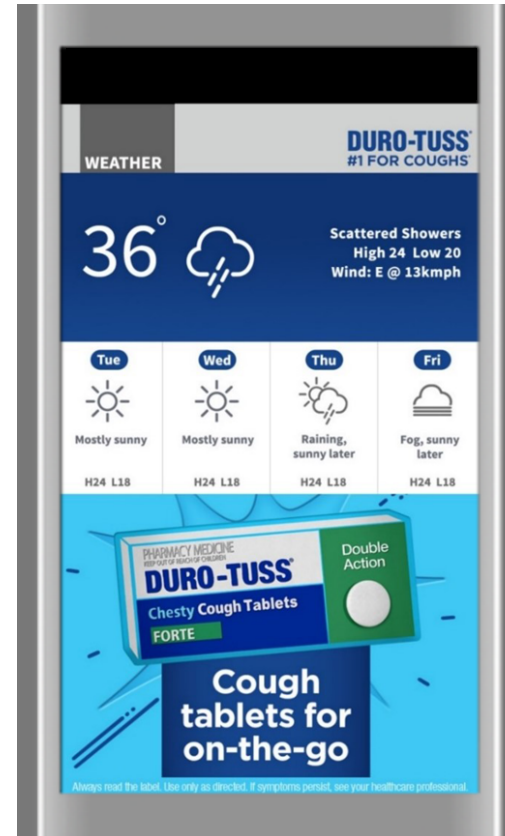 WEATHER
DURO-TUSS
#1 FOR COUGHS
36°
Scattered Showers
High 24 Low 20
Wind: E @ 13kmph
Tue
Wed
Thu
Fri
Mostly sunny
Mostly sunny
Raining,
sunny later
Fog, sunny
later
H24 L18
H24 L18
H24 L18
H24 L18
PHARMACY MEDICINE
KEEP OUT OF REACH OF CHILDREN
DURO-TUSS®
Chesty Cough Tablets
FORTE
Double
Action
Cough
tablets for
on-the-go
Always read the label. Use only as directed. If symptoms persist, see your healthcare professional.